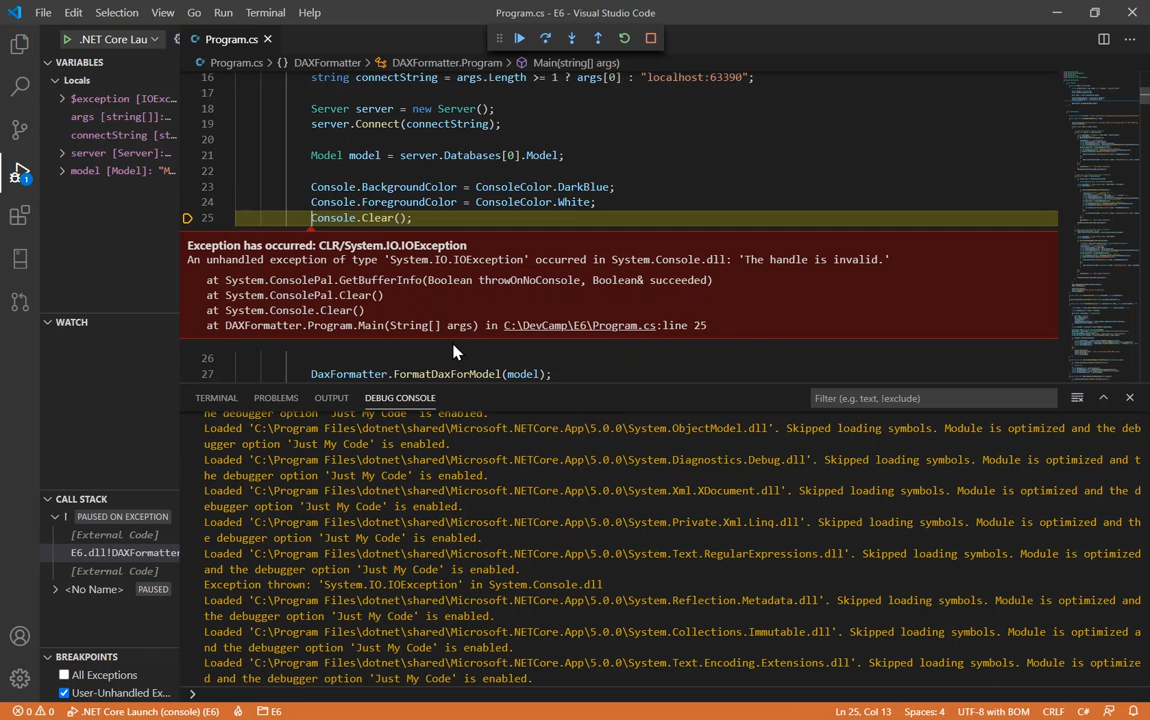 File Edit Selection View Go Run Terminal Help
Program.cs - E6 - Visual Studio Code
.NET Core Lau
Program.cs
VARIABLES
Program.cs > {} DAXFormatter > DAXFormatter.Program > Main(string[] args)
Locals
$exception [IOExc...
args [string[]]:...
connectString [st...
server [Server]:...
model [Model]: "M...
16 string connectString = args.Length >= 1 ? args[0] : "localhost:63390";
17
18 Server server = new Server();
19 server.Connect(connectString);
20
21 Model model = server.Databases[0].Model;
22
23 Console.BackgroundColor = ConsoleColor.DarkBlue;
24 Console.ForegroundColor = ConsoleColor.White;
25 Console.Clear();
1
Exception has occurred: CLR/System.IO.IOException
An unhandled exception of type 'System.IO.IOException' occurred in System.Console.dll: 'The handle is invalid.'
at System.ConsolePal.GetBufferInfo(Boolean throwOnNoConsole, Boolean& succeeded)
at System.ConsolePal.Clear()
at System.Console.Clear()
at DAXFormatter.Program.Main(String[] args) in C:\DevCamp\E6\Program.cs:line 25
26
27 DaxFormatter.FormatDaxForModel(model);
WATCH
CALL STACK
PAUSED ON EXCEPTION
[External Code]
E6.dll!DAXFormatter
[External Code]
<No Name> PAUSED
BREAKPOINTS
All Exceptions
User-Unhandled Ex...
TERMINAL PROBLEMS OUTPUT DEBUG CONSOLE
Filter (e.g. text, !exclude)
he debugger option 'Just My Code' is enabled.
Loaded 'C:\Program Files\dotnet\shared\Microsoft.NETCore.App\5.0.0\System.ObjectModel.dll'. Skipped loading symbols. Module is optimized and the deb
ugger option 'Just My Code' is enabled.
Loaded 'C:\Program Files\dotnet\shared\Microsoft.NETCore.App\5.0.0\System.Diagnostics.Debug.dll'. Skipped loading symbols. Module is optimized and t
he debugger option 'Just My Code' is enabled.
Loaded 'C:\Program Files\dotnet\shared\Microsoft.NETCore.App\5.0.0\System.Xml.XDocument.dll'. Skipped loading symbols. Module is optimized and the d
ebugger option 'Just My Code' is enabled.
Loaded 'C:\Program Files\dotnet\shared\Microsoft.NETCore.App\5.0.0\System.Private.Xml.Linq.dll'. Skipped loading symbols. Module is optimized and th
e debugger option 'Just My Code' is enabled.
Loaded 'C:\Program Files\dotnet\shared\Microsoft.NETCore.App\5.0.0\System.Text.RegularExpressions.dll'. Skipped loading symbols. Module is optimized
and the debugger option 'Just My Code' is enabled.
Exception thrown: 'System.IO.IOException' in System.Console.dll
Loaded 'C:\Program Files\dotnet\shared\Microsoft.NETCore.App\5.0.0\System.Reflection.Metadata.dll'. Skipped loading symbols. Module is optimized and
the debugger option 'Just My Code' is enabled.
Loaded 'C:\Program Files\dotnet\shared\Microsoft.NETCore.App\5.0.0\System.Collections.Immutable.dll'. Skipped loading symbols. Module is optimized a
nd the debugger option 'Just My Code' is enabled.
Loaded 'C:\Program Files\dotnet\shared\Microsoft.NETCore.App\5.0.0\System.Text.Encoding.Extensions.dll'. Skipped loading symbols. Module is optimize
d and the debugger option 'Just My Code' is enabled.
0 0 .NET Core Launch (console) (E6) E6
Ln 25, Col 13 Spaces: 4 UTF-8 with BOM CRLF C#